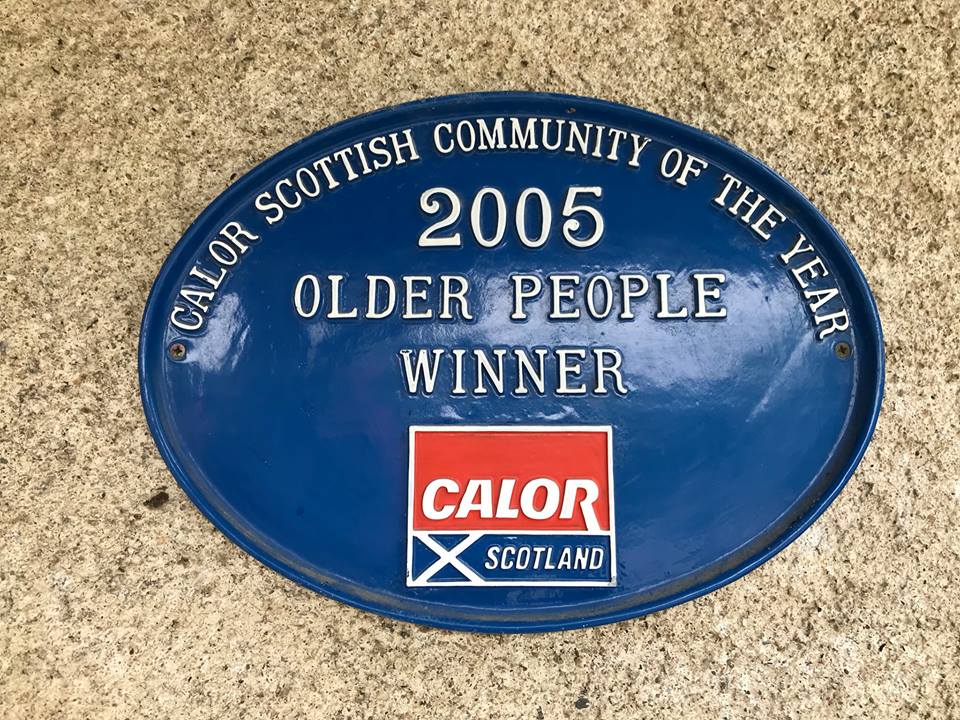 CALOR SCOTTISH COMMUNITY OF THE YEAR
2005
OLDER PEOPLE
WINNER
CALOR
SCOTLAND